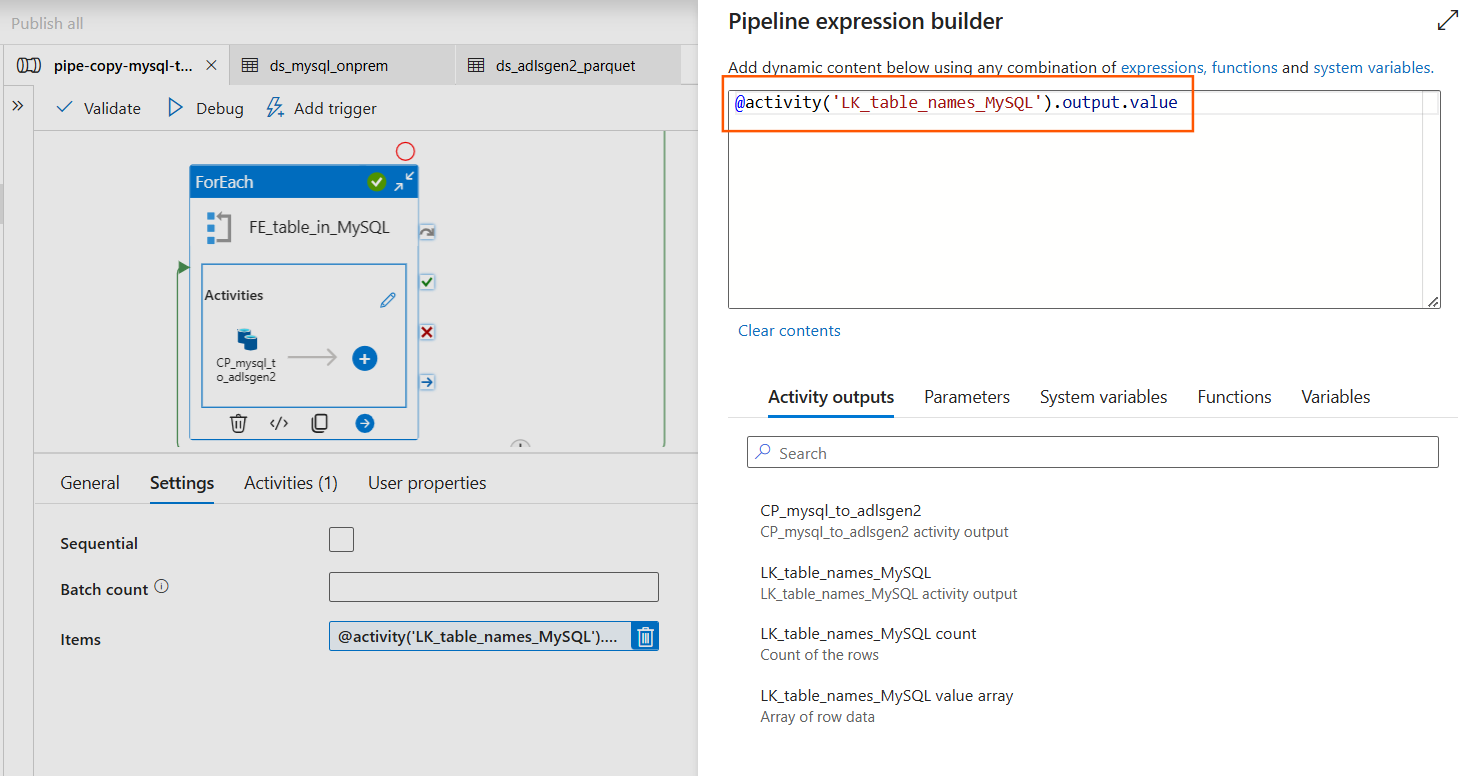 Publish all
pipe-copy-mysql-t...
ds_mysql_onprem
ds_adlsgen2_parquet
Validate
Debug
Add trigger
ForEach
FE_table_in_MySQL
Activities
CP_mysql_t
o_adlsgen2
General
Settings
Activities (1)
User properties
Sequential
Batch count
Items
@activity('LK_table_names_MySQL')....
Pipeline expression builder
Add dynamic content below using any combination of expressions, functions and system variables.
@activity('LK_table_names_MySQL').output.value
Clear contents
Activity outputs
Parameters
System variables
Functions
Variables
Search
CP_mysql_to_adlsgen2
CP_mysql_to_adlsgen2 activity output
LK_table_names_MySQL
LK_table_names_MySQL activity output
LK_table_names_MySQL count
Count of the rows
LK_table_names_MySQL value array
Array of row data